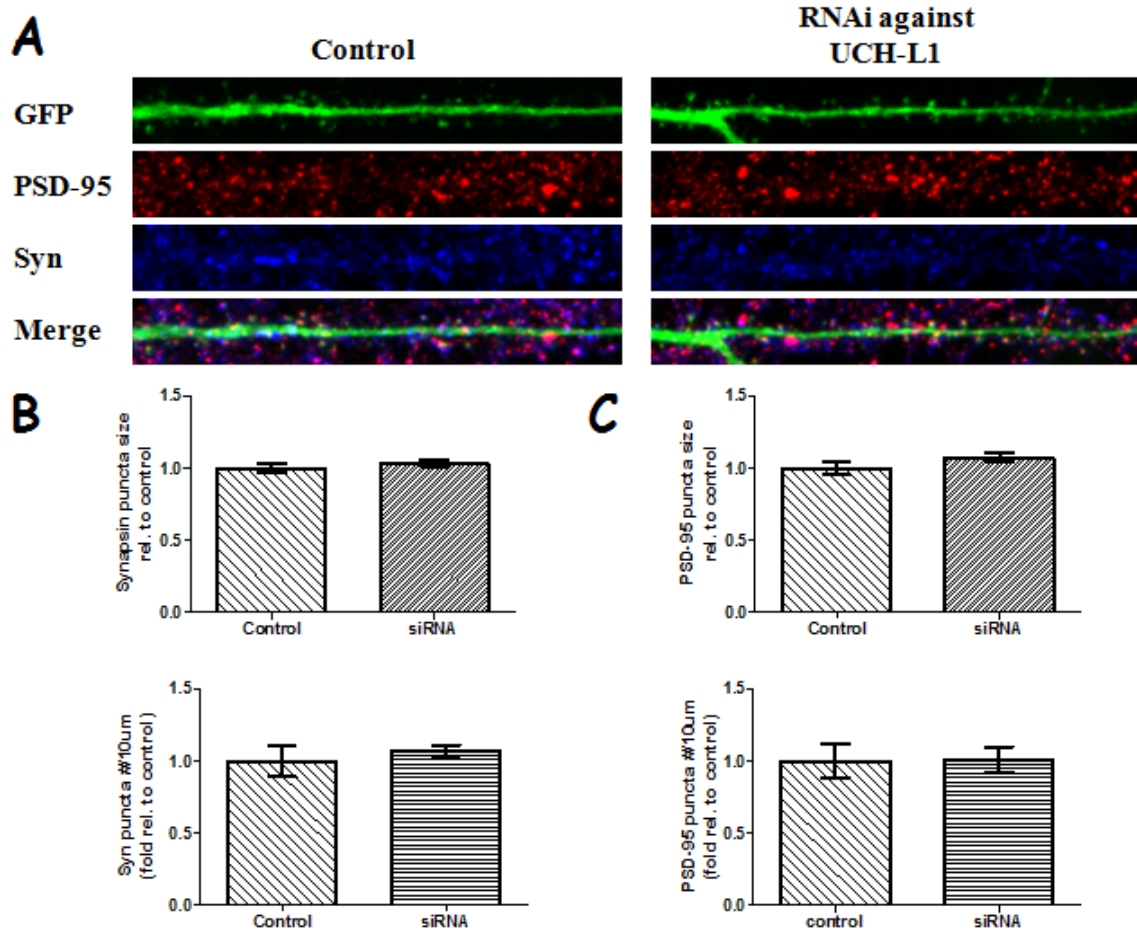 A
Control
RNAi against
UCH-L1
GFP
PSD-95
Syn
Merge
B
Synapsin puncta size
rel. to control
1.5
1.0
0.5
0.0
Control
siRNA
C
PSD-95 puncta size
rel. to control
1.5
1.0
0.5
0.0
Control
siRNA
Syn puncta #/10um
(fold rel. to control )
1.5
1.0
0.5
0.0
Control
siRNA
PSD-95 puncta #/10um
(fold rel. to control)
1.5
1.0
0.5
0.0
control
siRNA